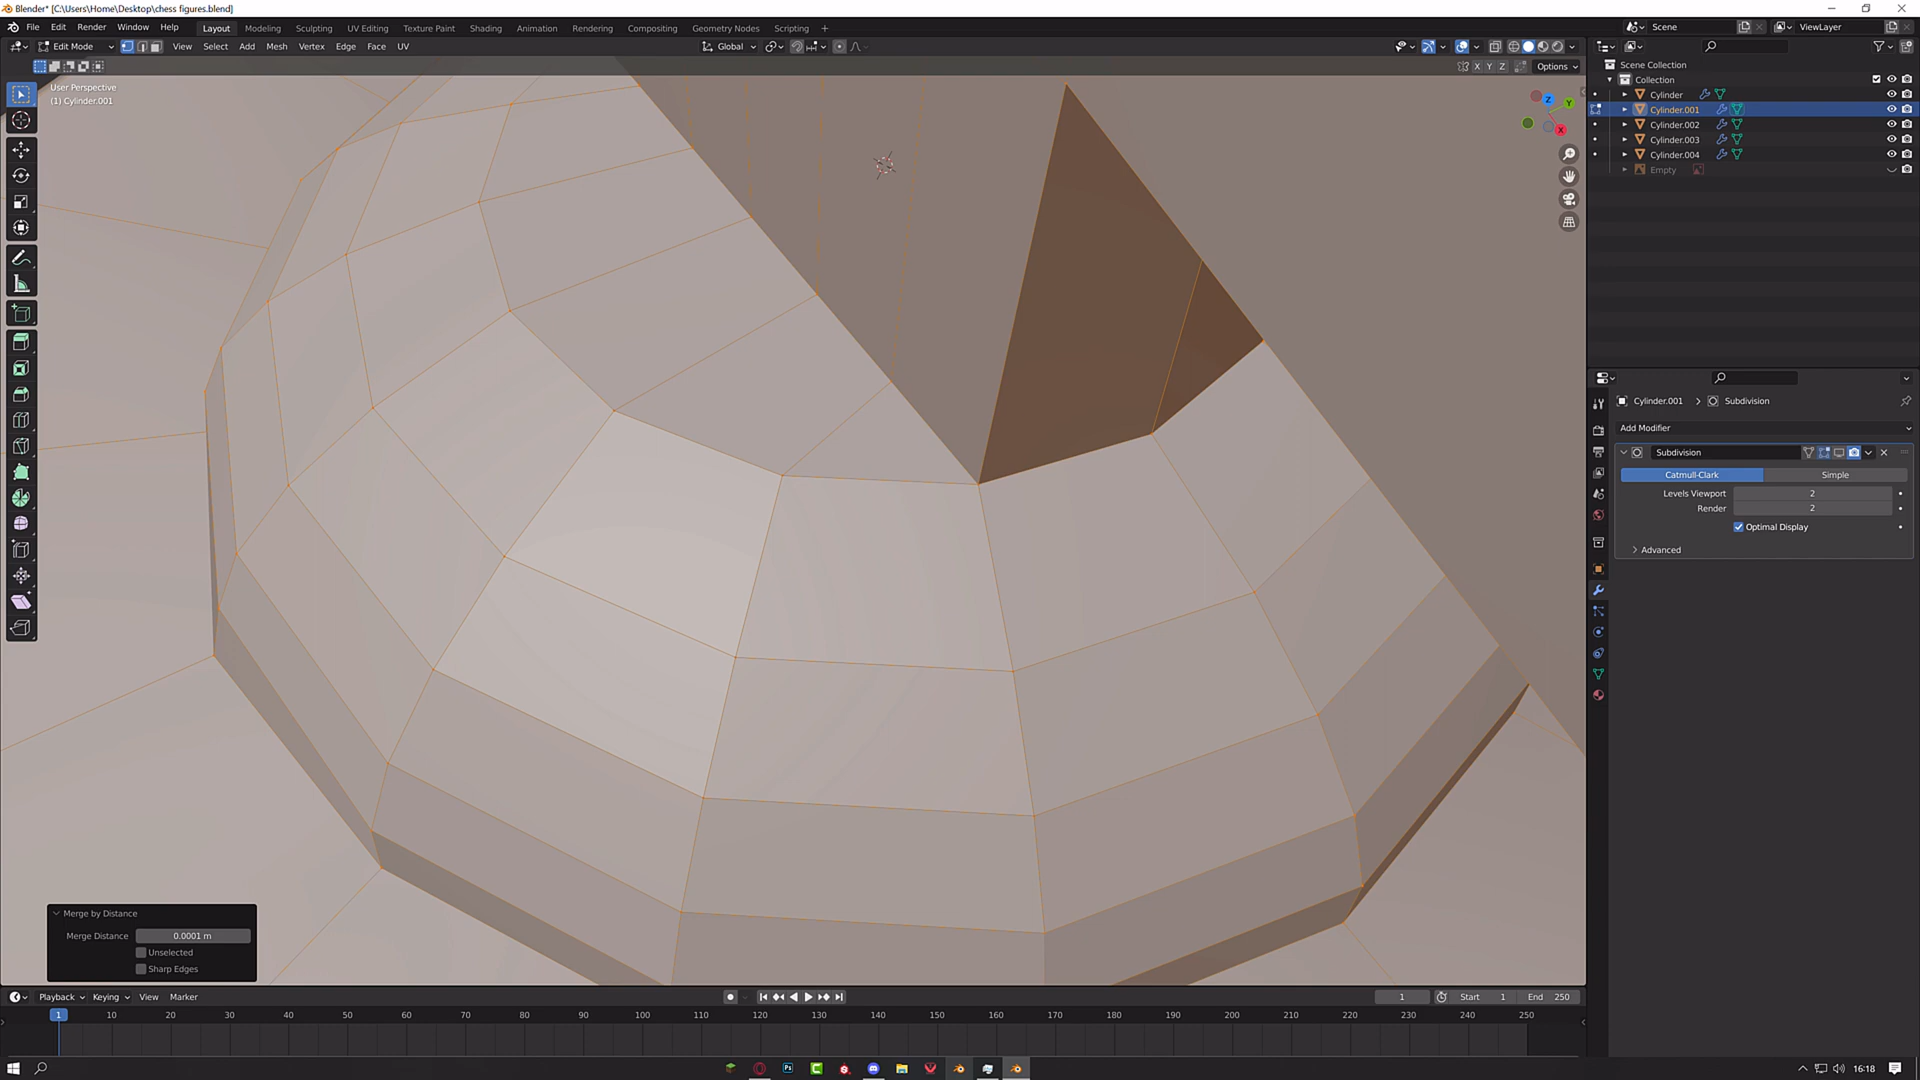 Blender* [C:\Users\Home\Desktop\chess figures.blend]
File Edit Render Window Help Layout Modeling Sculpting UV Editing Texture Paint Shading Animation Rendering Compositing Geometry Nodes Scripting + Scene ViewLayer
Edit Mode View Select Add Mesh Vertex Edge Face UV Global
X Y Z Options
User Perspective
(1) Cylinder.001
Z
Y
X
Scene Collection
Collection
Cylinder
Cylinder.001
Cylinder.002
Cylinder.003
Cylinder.004
Empty
Cylinder.001 > Subdivision
Add Modifier
Subdivision
Catmull-Clark Simple
Levels Viewport 2
Render 2
Optimal Display
Advanced
Merge by Distance
Merge Distance 0.0001 m
Unselected
Sharp Edges
Playback Keying View Marker 1 Start 1 End 250
1 10 20 30 40 50 60 70 80 90 100 110 120 130 140 150 160 170 180 190 200 210 220 230 240 250
Ps
16:18